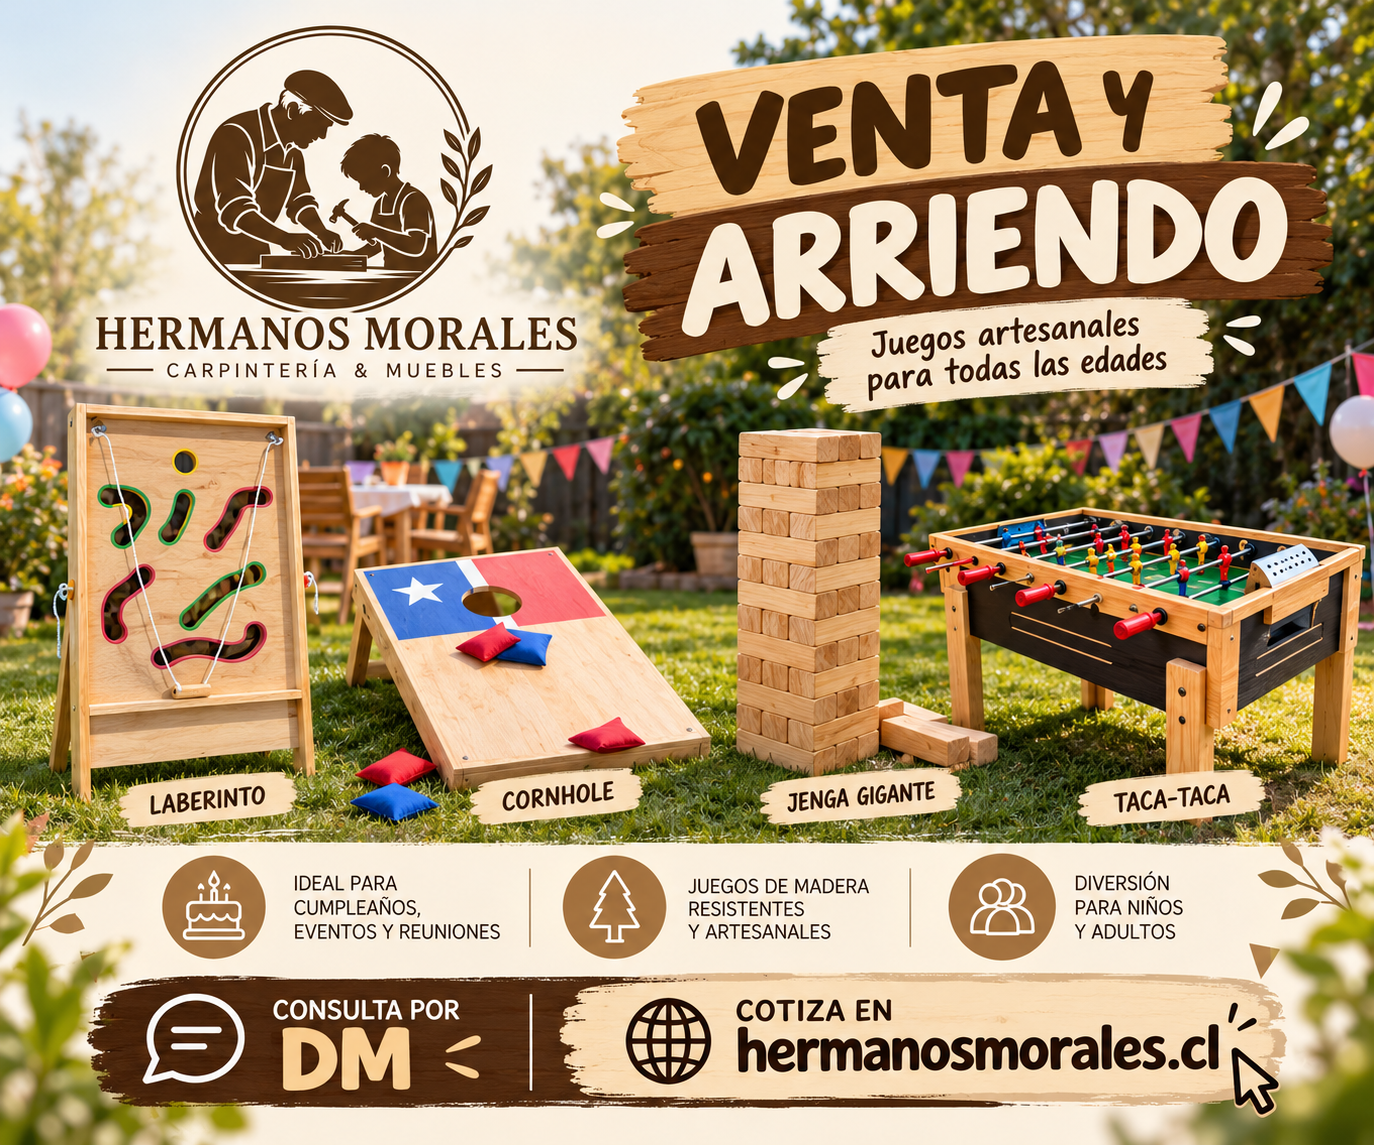 HERMANOS MORALES
CARPINTERÍA & MUEBLES
VENTA Y
ARRIENDO
Juegos artesanales
para todas las edades
LABERINTO
CORNHOLE
JENGA GIGANTE
TACA-TACA
IDEAL PARA
CUMPLEAÑOS,
EVENTOS Y REUNIONES
JUEGOS DE MADERA
RESISTENTES
Y ARTESANALES
DIVERSIÓN
PARA NIÑOS
Y ADULTOS
CONSULTA POR
DM
COTIZA EN
hermanosmorales.cl